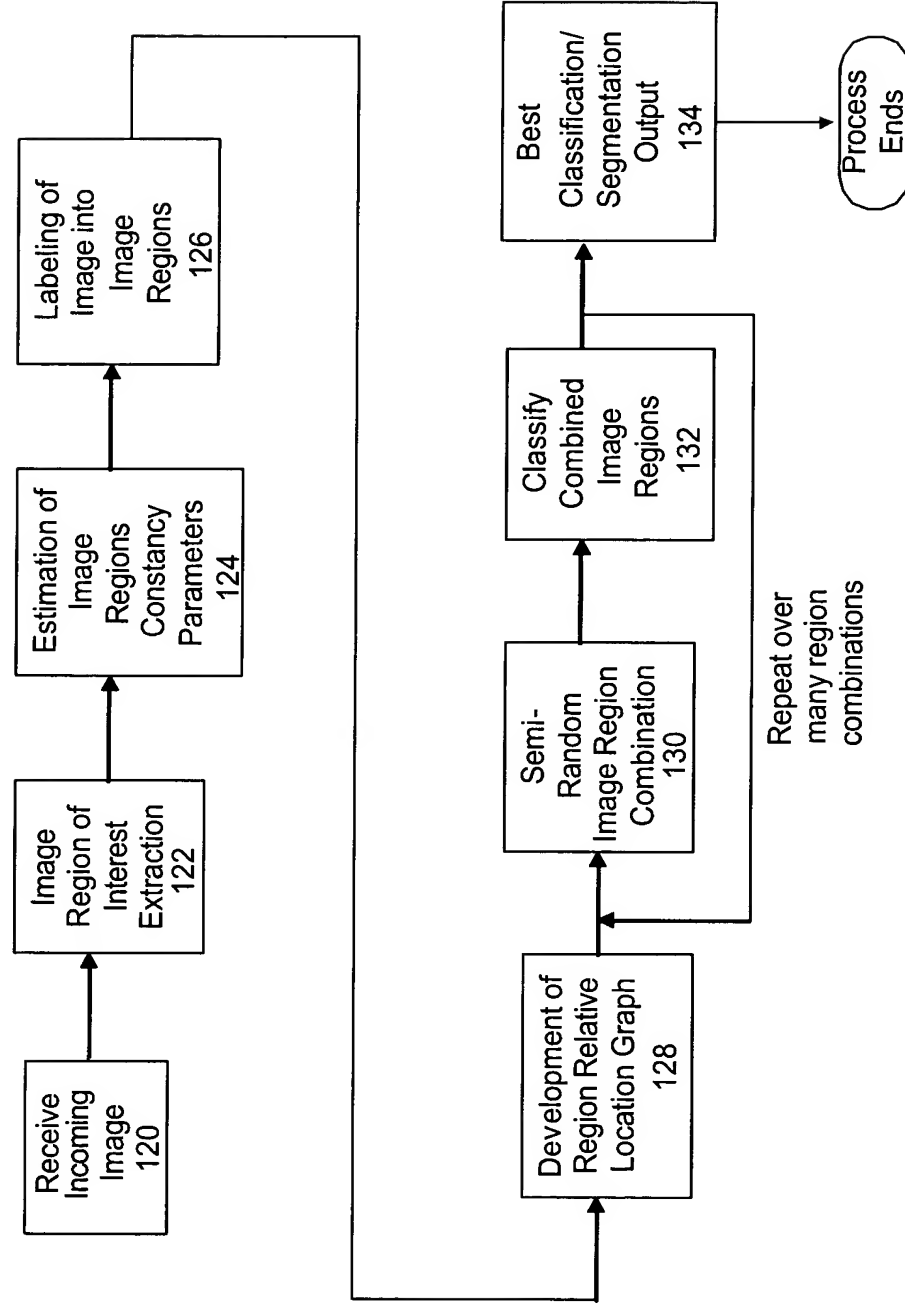 Receive
Incoming
Image
120
Image
Region of
Interest
Extraction
122
Estimation of
Image
Regions
Constancy
Parameters
124
Labeling of
Image into
Image
Regions
126
Development of
Region Relative
Location Graph
128
Semi-
Random
Image Region
Combination
130
Classify
Combined
Image
Regions
132
Repeat over
many region
combinations
Best
Classification/
Segmentation
Output
134
Process
Ends